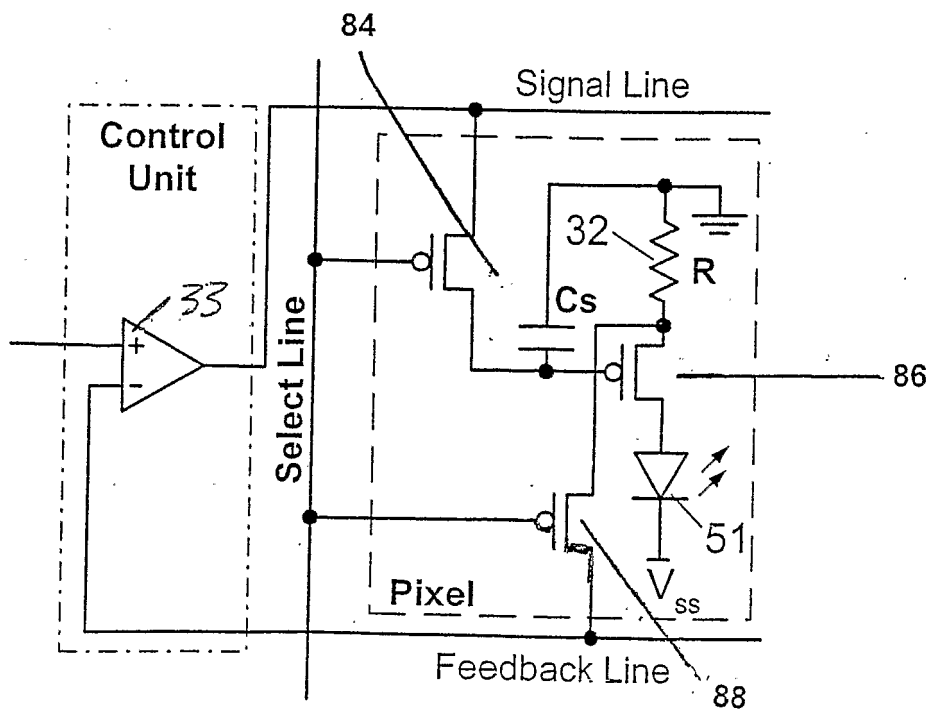 84
Signal Line
Control
Unit
32
R
33
Cs
+
-
Select Line
86
51
Pixel
Vss
Feedback Line
88